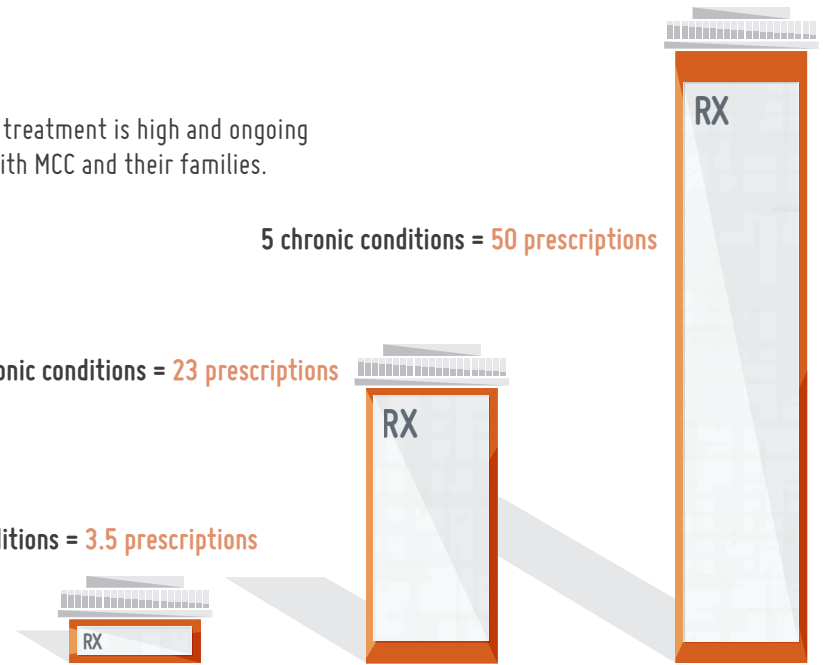 treatment is high and ongoing
ith MCC and their families.
RX
5 chronic conditions = 50 prescriptions
onic conditions = 23 prescriptions
RX
ditions = 3.5 prescriptions
RX